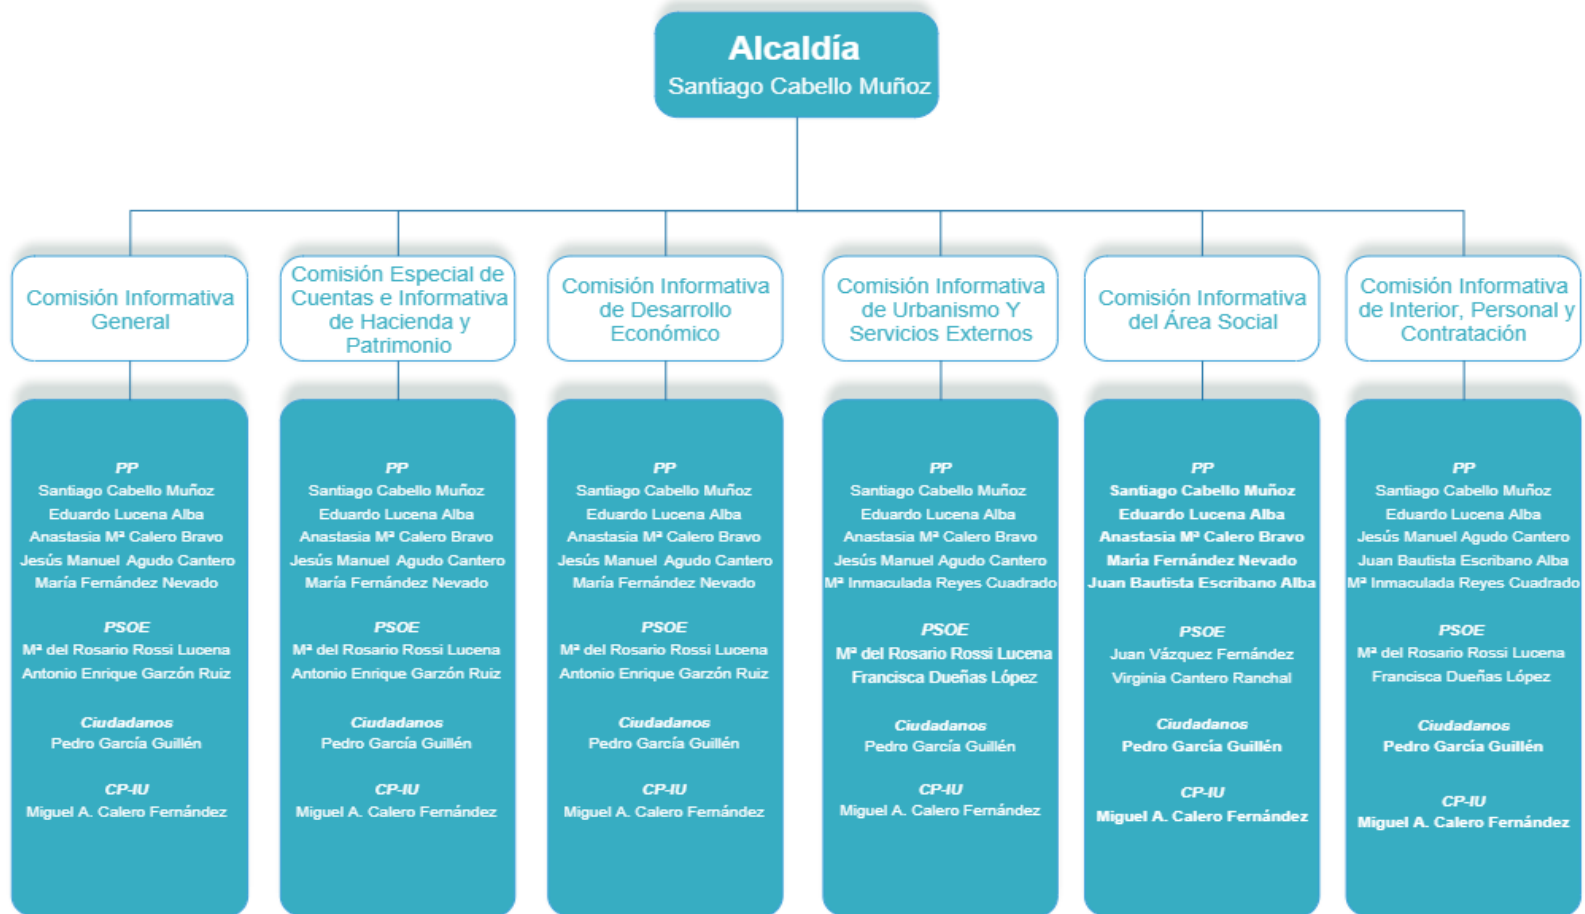 Alcaldía
Santiago Cabello Muñoz
Comisión Informativa
General
Comisión Especial de
Cuentas e Informativa
de Hacienda y
Patrimonio
Comisión Informativa
de Desarrollo
Económico
Comisión Informativa
de Urbanismo Y
Servicios Externos
Comisión Informativa
del Área Social
Comisión Informativa
de Interior, Personal y
Contratación
PP
Santiago Cabello Muñoz
Eduardo Lucena Alba
Anastasia Mª Calero Bravo
Jesús Manuel Agudo Cantero
María Fernández Nevado
PSOE
Mª del Rosario Rossi Lucena
Antonio Enrique Garzón Ruiz
Ciudadanos
Pedro García Guillén
CP-IU
Miguel A. Calero Fernández
PP
Santiago Cabello Muñoz
Eduardo Lucena Alba
Anastasia Mª Calero Bravo
Jesús Manuel Agudo Cantero
María Fernández Nevado
PSOE
Mª del Rosario Rossi Lucena
Antonio Enrique Garzón Ruiz
Ciudadanos
Pedro García Guillén
CP-IU
Miguel A. Calero Fernández
PP
Santiago Cabello Muñoz
Eduardo Lucena Alba
Anastasia Mª Calero Bravo
Jesús Manuel Agudo Cantero
María Fernández Nevado
PSOE
Mª del Rosario Rossi Lucena
Antonio Enrique Garzón Ruiz
Ciudadanos
Pedro García Guillén
CP-IU
Miguel A. Calero Fernández
PP
Santiago Cabello Muñoz
Eduardo Lucena Alba
Anastasia Mª Calero Bravo
Jesús Manuel Agudo Cantero
Mª Inmaculada Reyes Cuadrado
PSOE
Mª del Rosario Rossi Lucena
Francisca Dueñas López
Ciudadanos
Pedro García Guillén
CP-IU
Miguel A. Calero Fernández
PP
Santiago Cabello Muñoz
Eduardo Lucena Alba
Anastasia Mª Calero Bravo
María Fernández Nevado
Juan Bautista Escribano Alba
PSOE
Juan Vázquez Fernández
Virginia Cantero Ranchal
Ciudadanos
Pedro García Guillén
CP-IU
Miguel A. Calero Fernández
PP
Santiago Cabello Muñoz
Eduardo Lucena Alba
Jesús Manuel Agudo Cantero
Juan Bautista Escribano Alba
Mª Inmaculada Reyes Cuadrado
PSOE
Mª del Rosario Rossi Lucena
Francisca Dueñas López
Ciudadanos
Pedro García Guillén
CP-IU
Miguel A. Calero Fernández